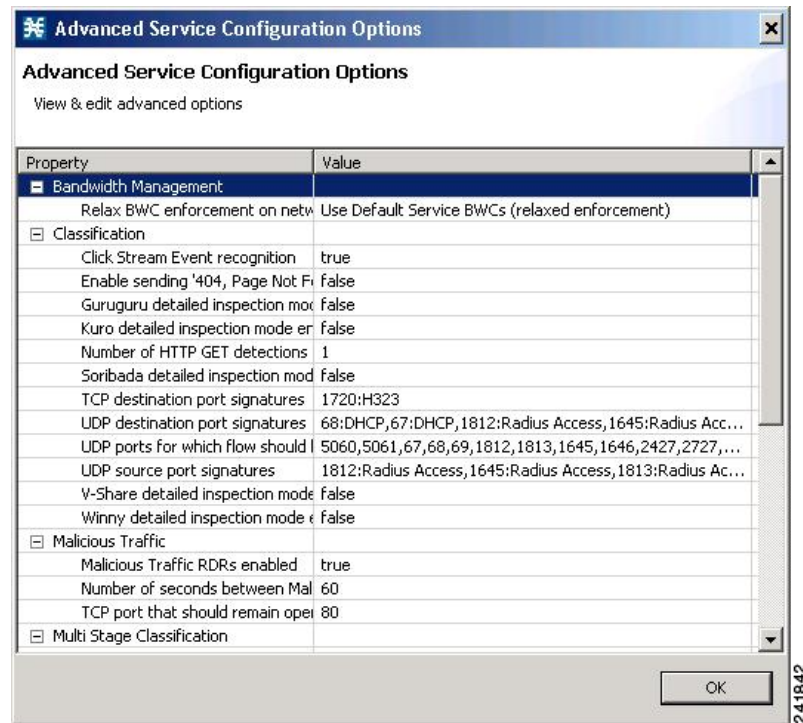 Advanced Service Configuration Options
Advanced Service Configuration Options
View & edit advanced options
Property Value
Bandwidth Management
Relax BWC enforcement on netw Use Default Service BWCs (relaxed enforcement)
Classification
Click Stream Event recognition true
Enable sending '404, Page Not F false
Guruguru detailed inspection mo false
Kuro detailed inspection mode er false
Number of HTTP GET detections 1
Soribada detailed inspection mod false
TCP destination port signatures 1720:H323
UDP destination port signatures 68:DHCP,67:DHCP,1812:Radius Access,1645:Radius Acc...
UDP ports for which flow should 5060,5061,67,68,69,1812,1813,1645,1646,2427,2727,...
UDP source port signatures 1812:Radius Access,1645:Radius Access,1813:Radius Ac...
V-Share detailed inspection mode false
Winny detailed inspection mode false
Malicious Traffic
Malicious Traffic RDRs enabled true
Number of seconds between Mal 60
TCP port that should remain ope 80
Multi Stage Classification
OK
241842